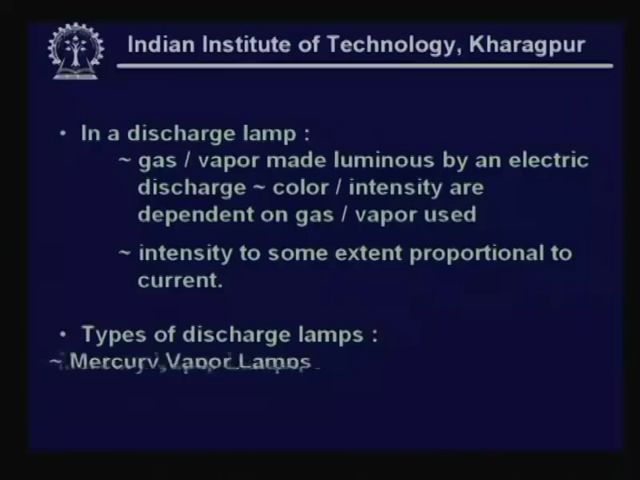 Indian Institute of Technology, Kharagpur
• In a discharge lamp :
~ gas / vapor made luminous by an electric
discharge ~ color / intensity are
dependent on gas / vapor used
~ intensity to some extent proportional to
current.
• Types of discharge lamps :
~ Mercury Vapor Lamps